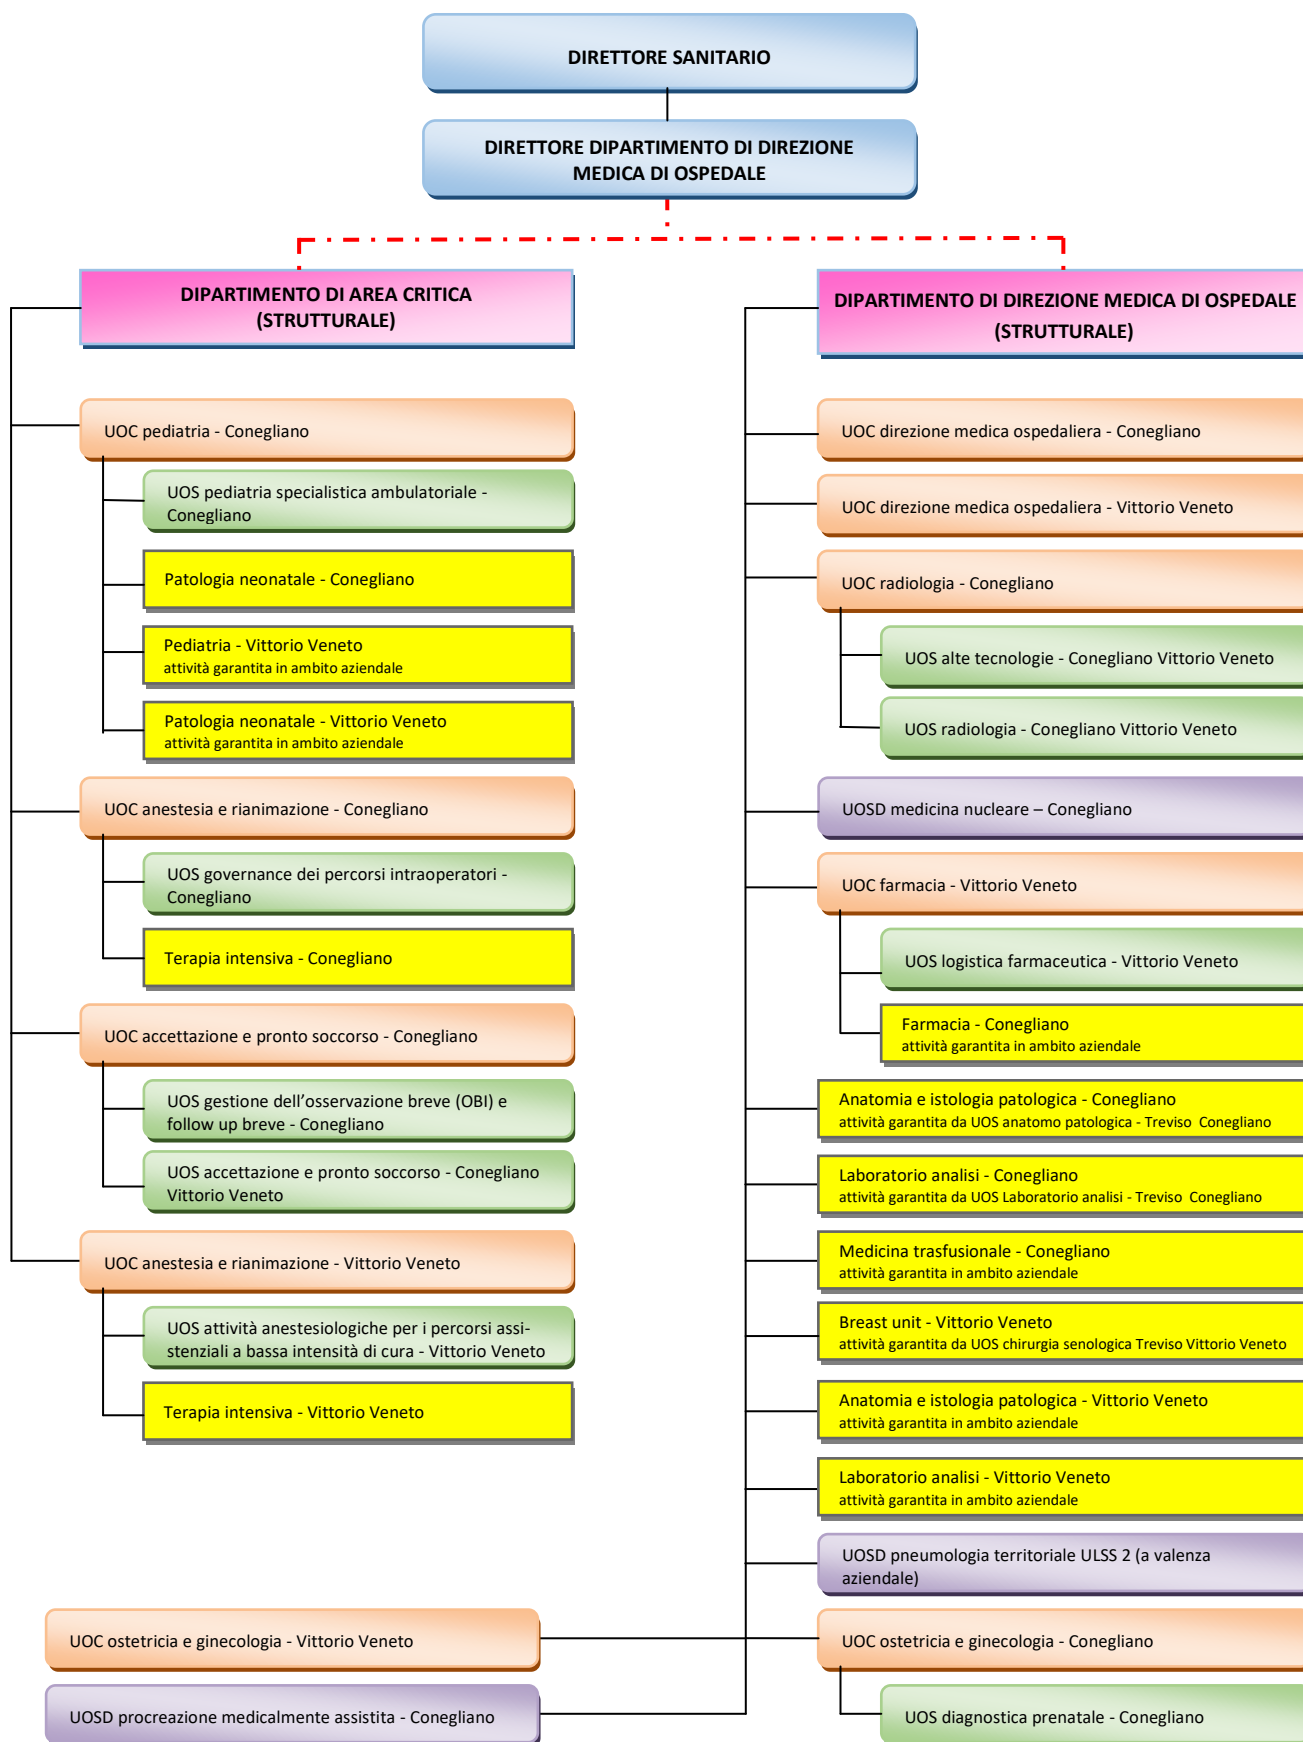 DIRETTORE SANITARIO
DIRETTORE DIPARTIMENTO DI DIREZIONE
MEDICA DI OSPEDALE
DIPARTIMENTO DI AREA CRITICA
(STRUTTURALE)
UOC pediatria - Conegliano
UOS pediatria specialistica ambulatoriale -
Conegliano
Patologia neonatale - Conegliano
Pediatria - Vittorio Veneto
attività garantita in ambito aziendale
Patologia neonatale - Vittorio Veneto
attività garantita in ambito aziendale
UOC anestesia e rianimazione - Conegliano
UOS governance dei percorsi intraoperatori -
Conegliano
Terapia intensiva - Conegliano
UOC accettazione e pronto soccorso - Conegliano
UOS gestione dell’osservazione breve (OBI) e
follow up breve - Conegliano
UOS accettazione e pronto soccorso - Conegliano
Vittorio Veneto
UOC anestesia e rianimazione - Vittorio Veneto
UOS attività anestesiologiche per i percorsi assi-
stenziali a bassa intensità di cura - Vittorio Veneto
Terapia intensiva - Vittorio Veneto
DIPARTIMENTO DI DIREZIONE MEDICA DI OSPEDALE
(STRUTTURALE)
UOC direzione medica ospedaliera - Conegliano
UOC direzione medica ospedaliera - Vittorio Veneto
UOC radiologia - Conegliano
UOS alte tecnologie - Conegliano Vittorio Veneto
UOS radiologia - Conegliano Vittorio Veneto
UOSD medicina nucleare – Conegliano
UOC farmacia - Vittorio Veneto
UOS logistica farmaceutica - Vittorio Veneto
Farmacia - Conegliano
attività garantita in ambito aziendale
Anatomia e istologia patologica - Conegliano
attività garantita da UOS anatomo patologica - Treviso  Conegliano
Laboratorio analisi - Conegliano
attività garantita da UOS Laboratorio analisi - Treviso  Conegliano
Medicina trasfusionale - Conegliano
attività garantita in ambito aziendale
Breast unit - Vittorio Veneto
attività garantita da UOS chirurgia senologica Treviso Vittorio Veneto
Anatomia e istologia patologica - Vittorio Veneto
attività garantita in ambito aziendale
Laboratorio analisi - Vittorio Veneto
attività garantita in ambito aziendale
UOSD pneumologia territoriale ULSS 2 (a valenza
aziendale)
UOC ostetricia e ginecologia - Vittorio Veneto
UOC ostetricia e ginecologia - Conegliano
UOSD procreazione medicalmente assistita - Conegliano
UOS diagnostica prenatale - Conegliano